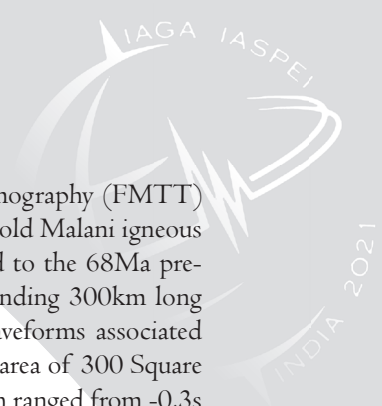 IAGA IASPEI
INDIA 2021
nography (FMTT)
old Malani igneous
d to the 68Ma pre-
nding 300km long
veforms associated
area of 300 Square
ranged from -0.3s